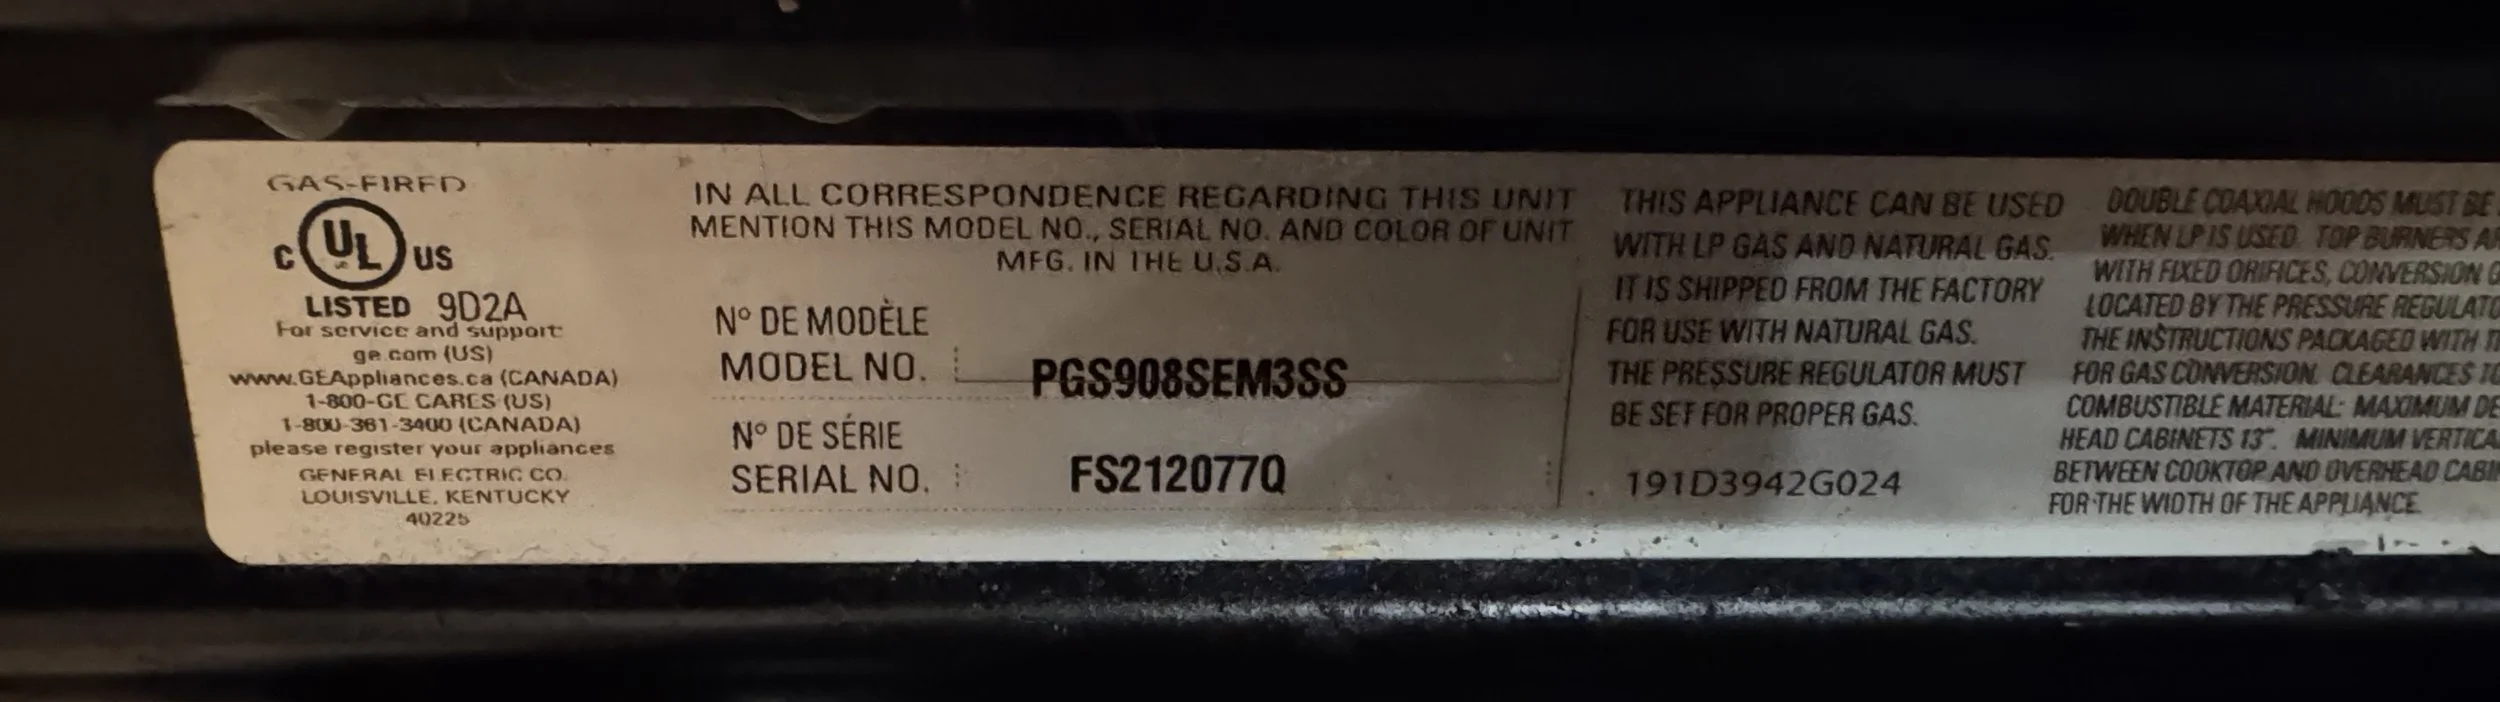 GAS-FIRED
C UL US
LISTED 9D2A
For service and support:
ge.com (US)
www.GEAppliances.ca (CANADA)
1-800-GE CARES (US)
1-800-361-3400 (CANADA)
please register your appliances
GENERAL ELECTRIC CO.
LOUISVILLE, KENTUCKY
40225
IN ALL CORRESPONDENCE REGARDING THIS UNIT
MENTION THIS MODEL NO., SERIAL NO. AND COLOR OF UNIT
MFG. IN THE U.S.A.
Nº DE MODÈLE
MODEL NO. PGS908SEM3SS
Nº DE SÉRIE
SERIAL NO. FS212077Q
THIS APPLIANCE CAN BE USED
WITH LP GAS AND NATURAL GAS.
IT IS SHIPPED FROM THE FACTORY
FOR USE WITH NATURAL GAS.
THE PRESSURE REGULATOR MUST
BE SET FOR PROPER GAS.
191D3942G024
DOUBLE COAXIAL HOODS MUST BE
WHEN LP IS USED. TOP BURNERS
WITH FIXED ORIFICES, CONVERSION
LOCATED BY THE PRESSURE
THE INSTRUCTIONS PACKAGED WITH
FOR GAS CONVERSION. CLEARANCES
COMBUSTIBLE MATERIAL: MAXIMUM
HEAD CABINETS 13". MINIMUM
BETWEEN COOKTOP AND OVERHEAD
FOR THE WIDTH OF THE APPLIANCE.